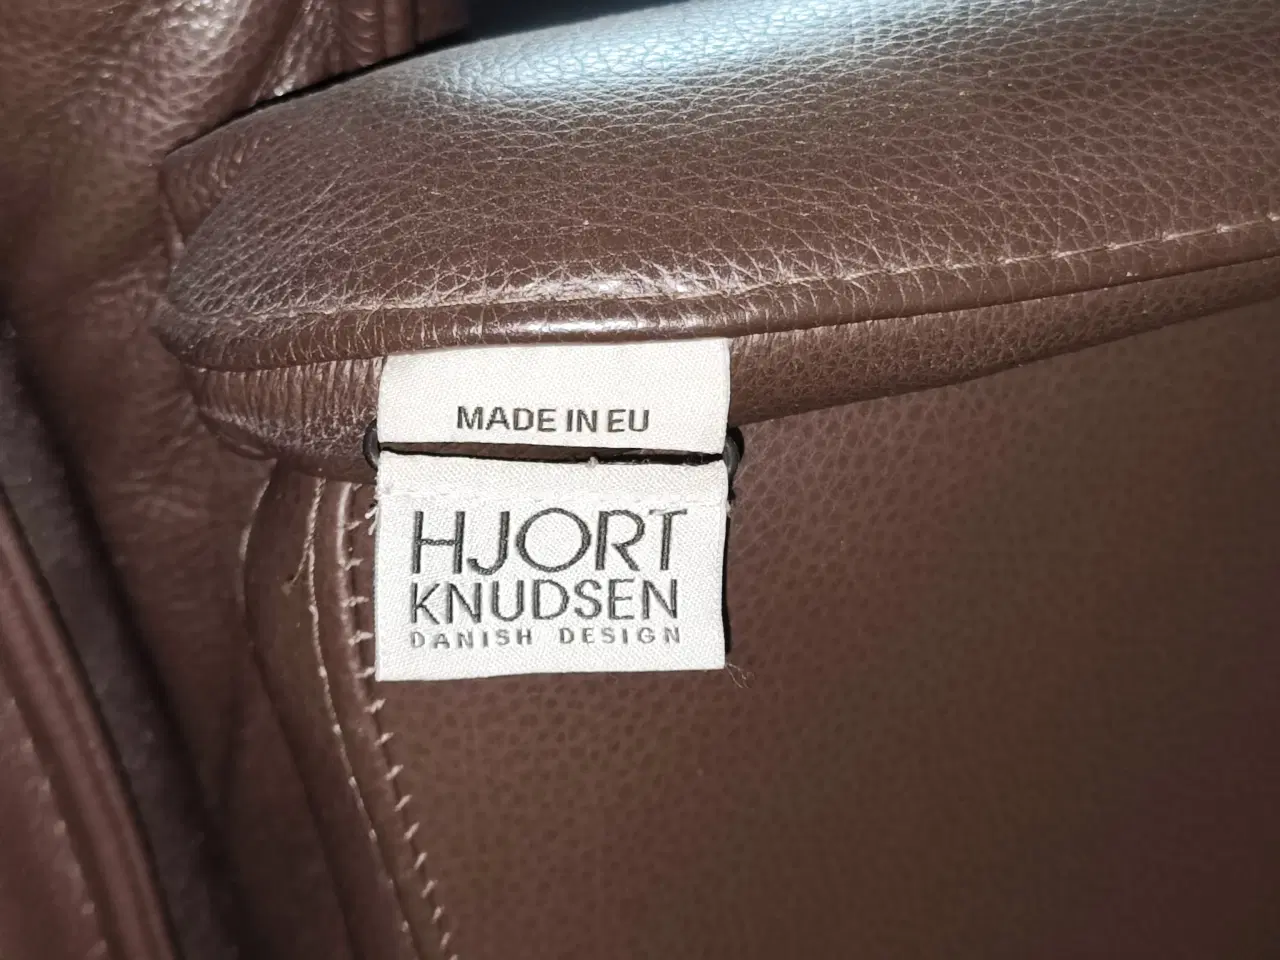 MADE IN EU
HJORT
KNUDSEN
DANISH DESIGN